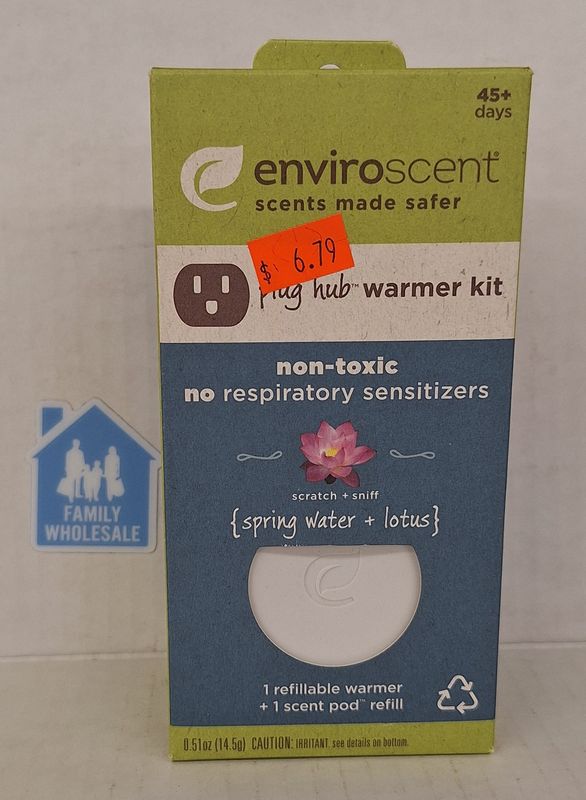 45+
days
enviroscent®
scents made safer
$ 6.79
plug hub™ warmer kit
non-toxic
no respiratory sensitizers
scratch + sniff
{spring water + lotus}
FAMILY
WHOLESALE
1 refillable warmer
+ 1 scent pod™ refill
0.51oz (14.5g) CAUTION: IRRITANT. see details on bottom.